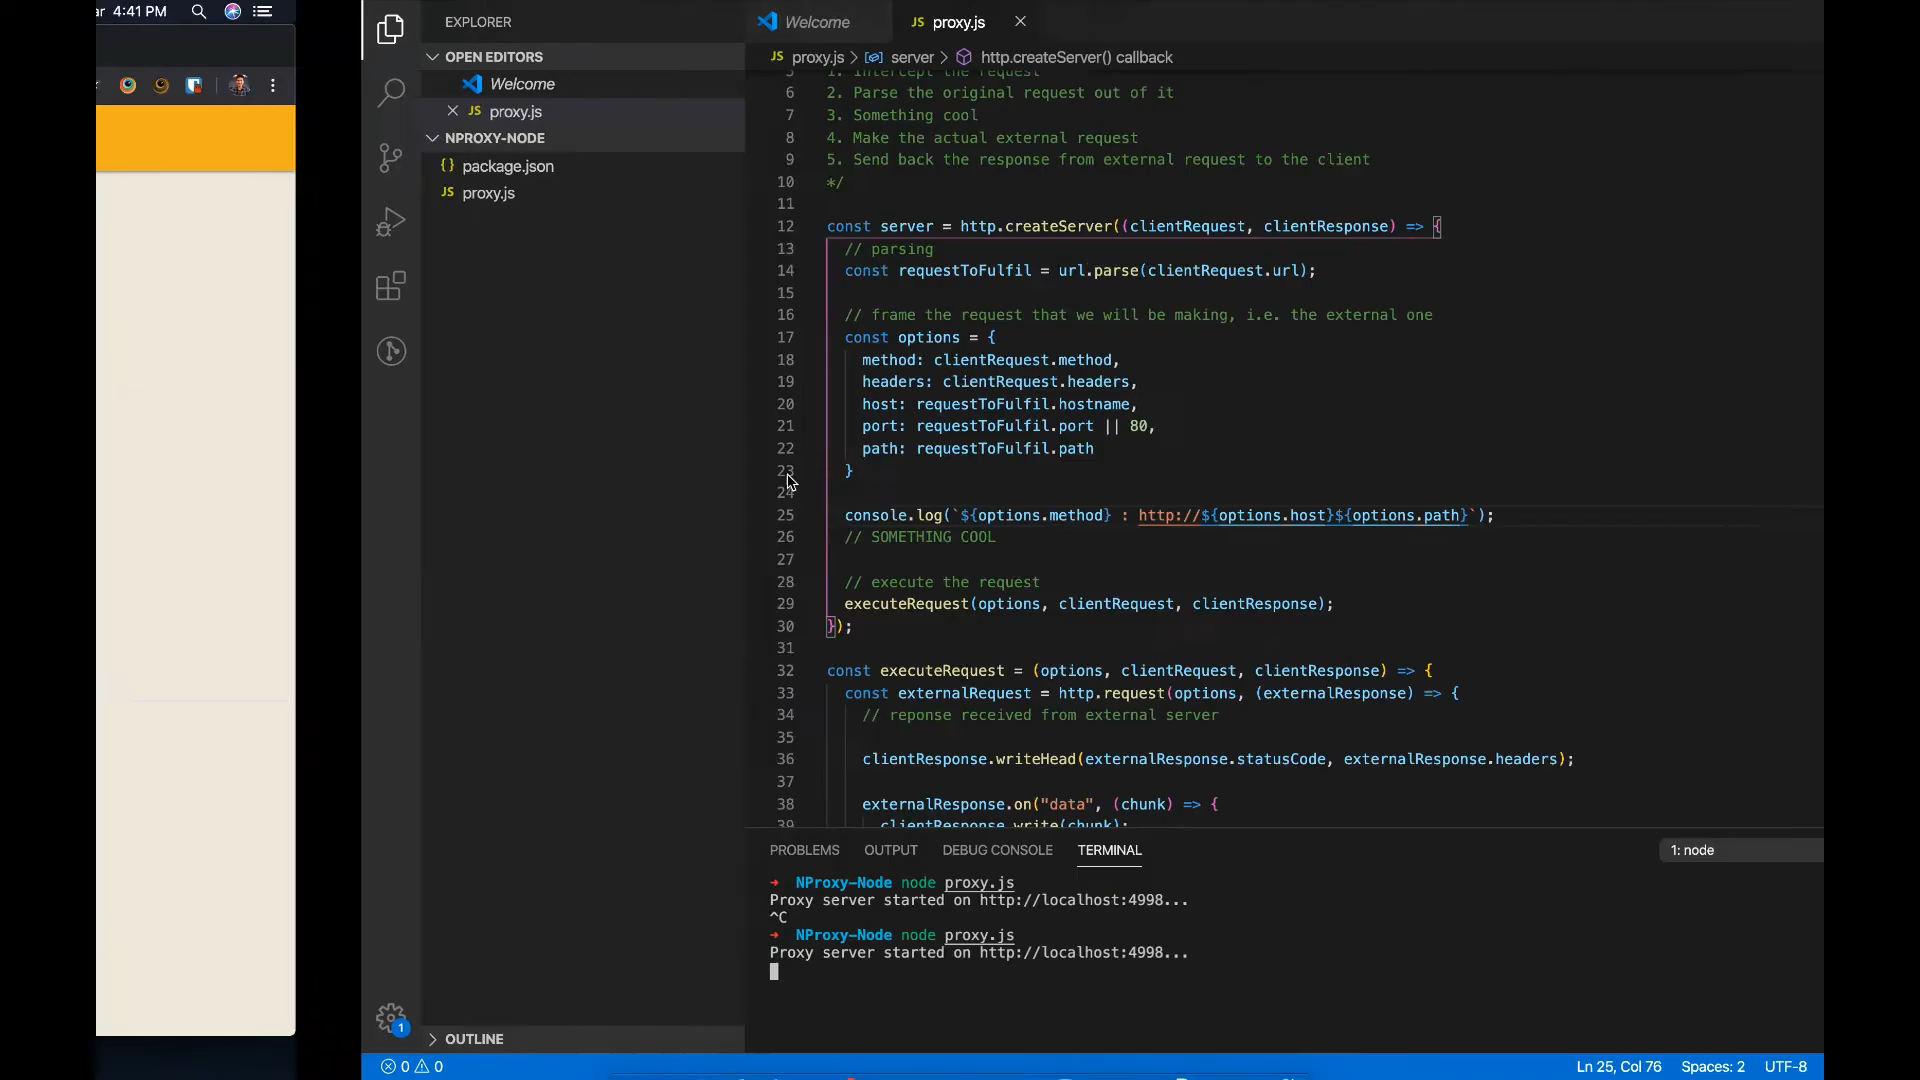 ar 4:41 PM
EXPLORER
OPEN EDITORS
Welcome
JS proxy.js
NPROXY-NODE
{} package.json
JS proxy.js
OUTLINE
Welcome
JS proxy.js
JS proxy.js > server > http.createServer() callback
5 1. Intercept the request
6 2. Parse the original request out of it
7 3. Something cool
8 4. Make the actual external request
9 5. Send back the response from external request to the client
10 */
11
12 const server = http.createServer((clientRequest, clientResponse) => {
13 // parsing
14 const requestToFulfil = url.parse(clientRequest.url);
15
16 // frame the request that we will be making, i.e. the external one
17 const options = {
18 method: clientRequest.method,
19 headers: clientRequest.headers,
20 host: requestToFulfil.hostname,
21 port: requestToFulfil.port || 80,
22 path: requestToFulfil.path
23 }
24
25 console.log(`${options.method} : http://${options.host}${options.path}`);
26 // SOMETHING COOL
27
28 // execute the request
29 executeRequest(options, clientRequest, clientResponse);
30 });
31
32 const executeRequest = (options, clientRequest, clientResponse) => {
33 const externalRequest = http.request(options, (externalResponse) => {
34 // reponse received from external server
35
36 clientResponse.writeHead(externalResponse.statusCode, externalResponse.headers);
37
38 externalResponse.on("data", (chunk) => {
39 clientResponse.write(chunk);
PROBLEMS OUTPUT DEBUG CONSOLE TERMINAL 1: node
➜ NProxy-Node node proxy.js
Proxy server started on http://localhost:4998...
^C
➜ NProxy-Node node proxy.js
Proxy server started on http://localhost:4998...
1
0 0 Ln 25, Col 76 Spaces: 2 UTF-8